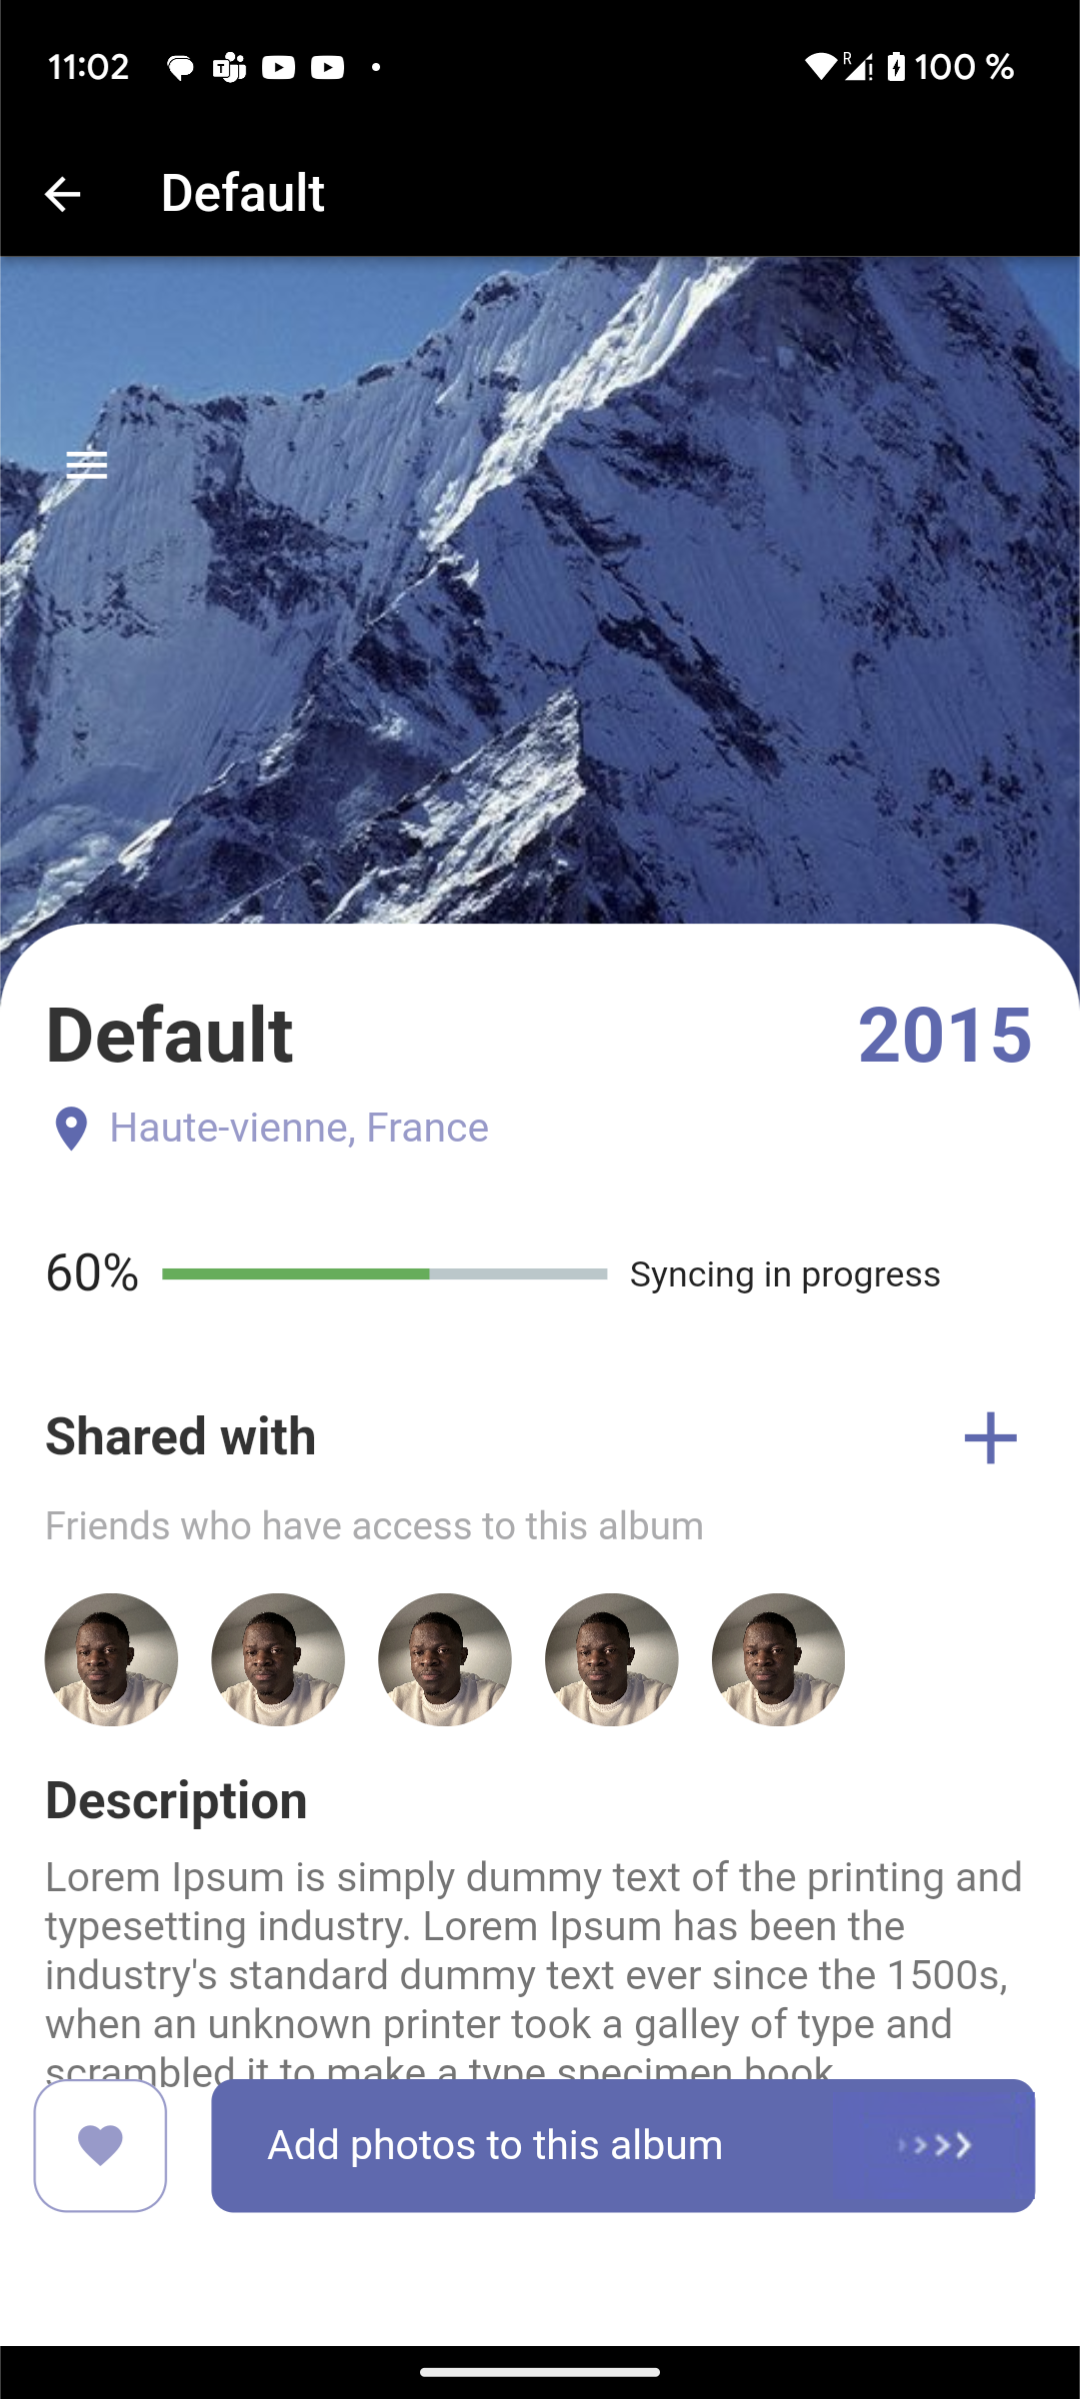 11:02
R
100 %
Default
Default
2015
Haute-vienne, France
60%
Syncing in progress
Shared with
Friends who have access to this album
Description
Lorem Ipsum is simply dummy text of the printing and
typesetting industry. Lorem Ipsum has been the
industry's standard dummy text ever since the 1500s,
when an unknown printer took a galley of type and
scrambled it to make a type specimen book
Add photos to this album